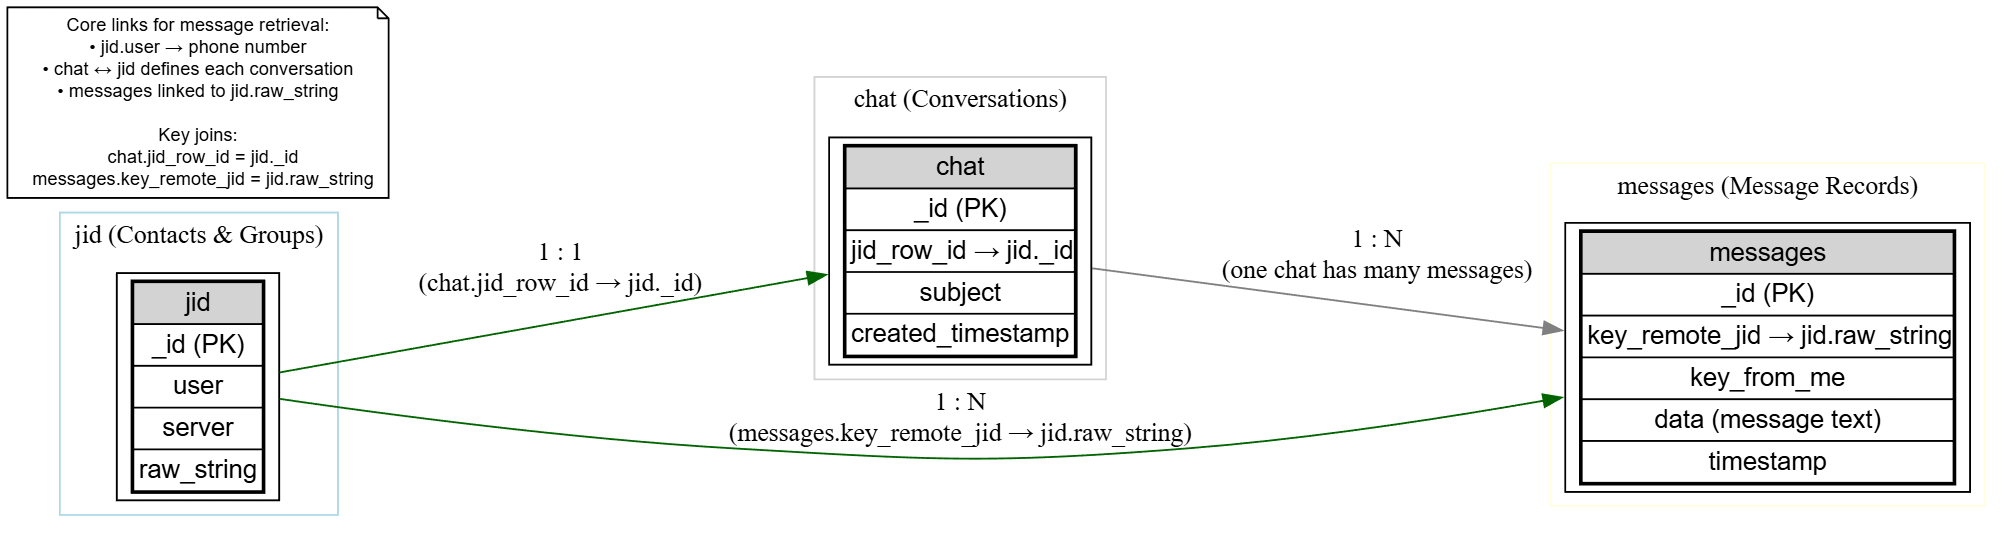 Core links for message retrieval:
• jid.user → phone number
• chat ↔ jid defines each conversation
• messages linked to jid.raw_string
Key joins:
chat.jid_row_id = jid._id
messages.key_remote_jid = jid.raw_string
jid (Contacts & Groups)
jid
_id (PK)
user
server
raw_string
1 : 1
(chat.jid_row_id → jid._id)
chat (Conversations)
chat
_id (PK)
jid_row_id → jid._id
subject
created_timestamp
1 : N
(one chat has many messages)
1 : N
(messages.key_remote_jid → jid.raw_string)
messages (Message Records)
messages
_id (PK)
key_remote_jid → jid.raw_string
key_from_me
data (message text)
timestamp